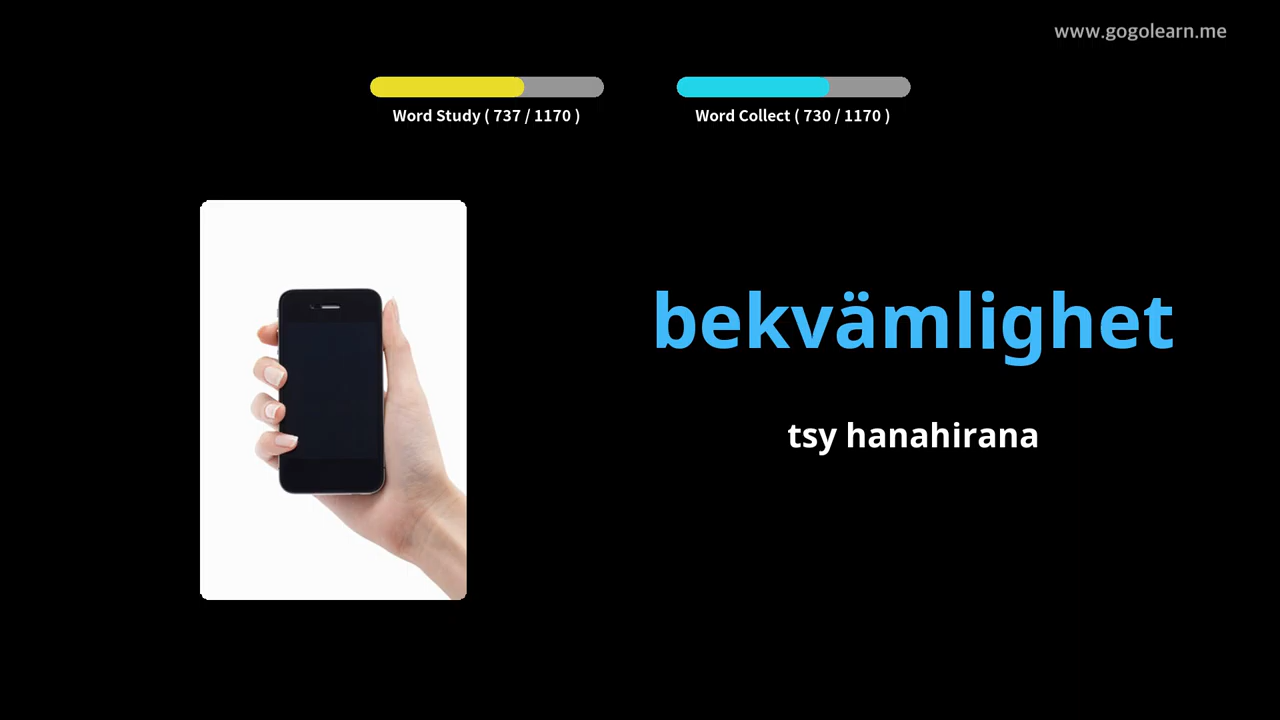 www.gogolearn.me
Word Study ( 737 / 1170 )
Word Collect ( 730 / 1170 )
bekvämlighet
tsy hanahirana